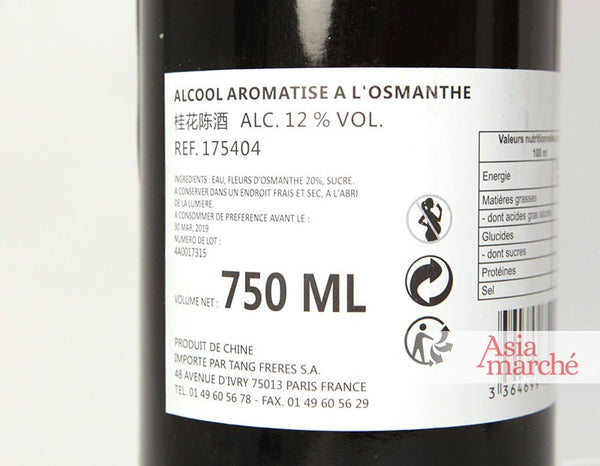 ALCOOL AROMATISE A L'OSMANTHE
桂花陈酒 ALC. 12 % VOL.
REF. 175404
INGREDIENTS : EAU, FLEURS D'OSMANTHE 20%, SUCRE.
A CONSERVER DANS UN ENDROIT FRAIS ET SEC, A L'ABRI
DE LA LUMIERE.
A CONSOMMER DE PREFERENCE AVANT LE :
30 MAR, 2019
NUMERO DE LOT :
4A0017315
VOLUME NET : 750 ML
PRODUIT DE CHINE
IMPORTE PAR TANG FRERES S.A.
48 AVENUE D'IVRY 75013 PARIS FRANCE
TEL. 01 49 60 56 78 - FAX. 01 49 60 56 29
Valeurs nutritionnelles
100 ml
Energie
Matières grasses
- dont acides gras
Glucides
- dont sucres
Protéines
Sel
Asia
marché
3 364699